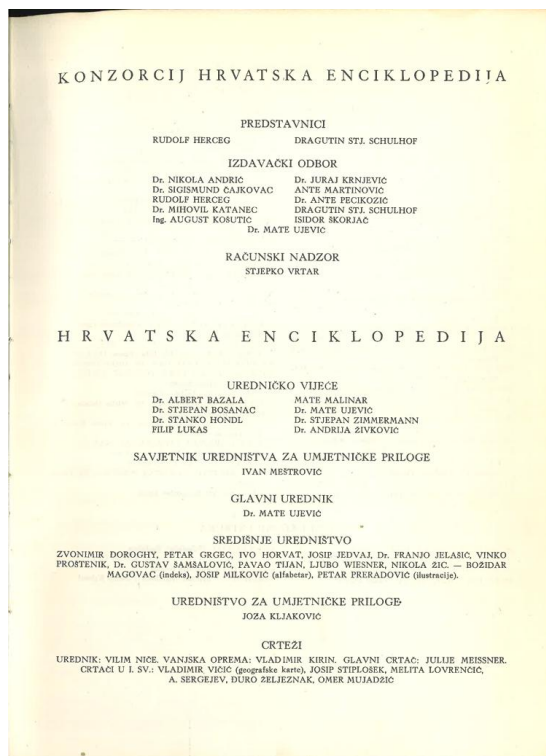 KONZORCIJ HRVATSKA ENCIKLOPEDIJA
PREDSTAVNICI
RUDOLF HERCEG DRAGUTIN STJ. SCHULHOF
IZDAVAČKI ODBOR
Dr. NIKOLA ANDRIĆ Dr. JURAJ KRNJEVIĆ
Dr. SIGISMUND ČAJKOVAC ANTE MARTINOVIĆ
RUDOLF HERCEG Dr. ANTE PECIKOZIĆ
Dr. MIHOVIL KATANEC DRAGUTIN STJ. SCHULHOF
Ing. AUGUST KOŠUTIĆ ISIDOR ŠKORJAČ
Dr. MATE UJEVIĆ
RAČUNSKI NADZOR
STJEPKO VRTAR
HRVATSKA ENCIKLOPEDIJA
UREDNIČKO VIJEĆE
Dr. ALBERT BAZALA MATE MALINAR
Dr. STJEPAN BOSANAC Dr. MATE UJEVIĆ
Dr. STANKO HONDL Dr. STJEPAN ZIMMERMANN
FILIP LUKAS Dr. ANDRIJA ŽIVKOVIĆ
SAVJETNIK UREDNIŠTVA ZA UMJETNIČKE PRILOGE
IVAN MEŠTROVIĆ
GLAVNI UREDNIK
Dr. MATE UJEVIĆ
SREDIŠNJE UREDNIŠTVO
ZVONIMIR DOROGHY, PETAR GRGEC, IVO HORVAT, JOSIP JEDVAJ, Dr. FRANJO JELAŠIĆ, VINKO
PROŠTENIK, Dr. GUSTAV ŠAMŠALOVIĆ, PAVAO TIJAN, LJUBO WIESNER, NIKOLA ŽIC. — BOŽIDAR
MAGOVAC (indeks), JOSIP MILKOVIĆ (alfabetar), PETAR PRERADOVIĆ (ilustracije).
UREDNIŠTVO ZA UMJETNIČKE PRILOGE
JOZA KLJAKOVIĆ
CRTEŽI
UREDNIK: VILIM NIČE. VANJSKA OPREMA: VLADIMIR KIRIN. GLAVNI CRTAČ: JULIJE MEISSNER.
CRTAČI U I. SV.: VLADIMIR VIČIĆ (geografske karte), JOSIP STIPLOŠEK, MELITA LOVRENČIĆ,
A. SERGEJEV, ĐURO ŽELJEZNAK, OMER MUJADŽIĆ